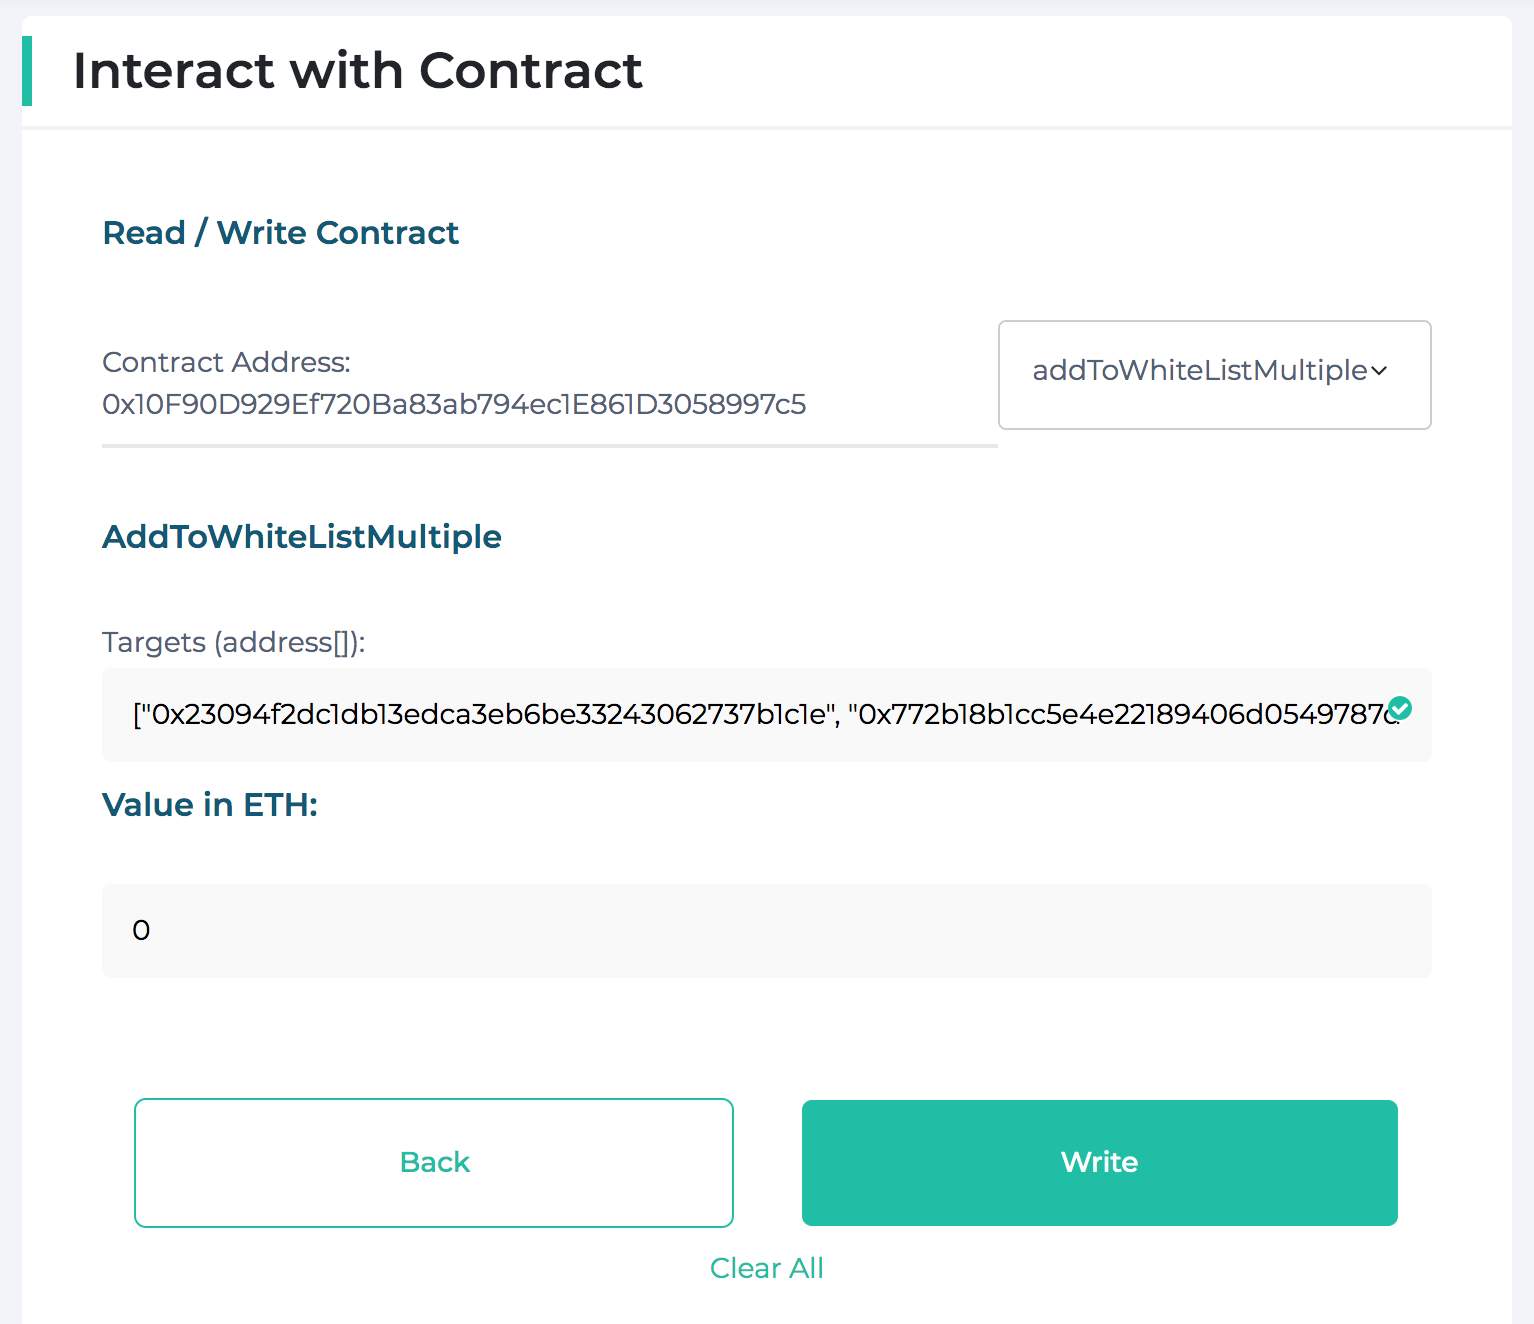 Interact with Contract
Read / Write Contract
Contract Address:
0x10F90D929Ef720Ba83ab794ec1E861D3058997c5
addToWhiteListMultiple
AddToWhiteListMultiple
Targets (address[]):
["0x23094f2dc1db13edca3eb6be33243062737b1c1e", "0x772b18b1cc5e4e22189406d0549787
Value in ETH:
0
Back
Write
Clear All